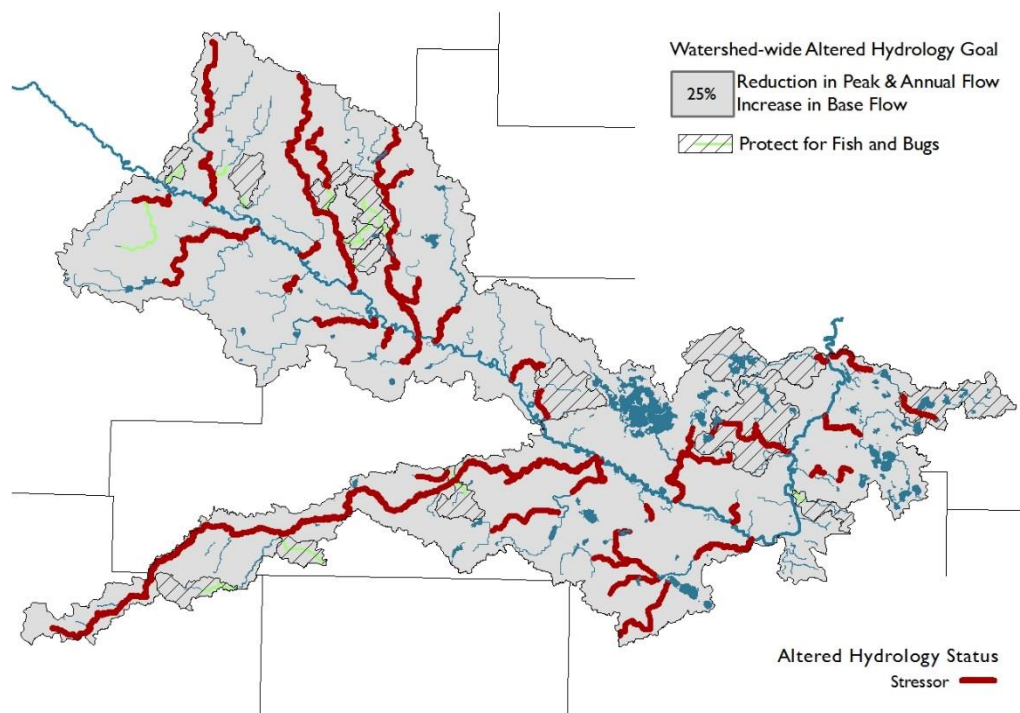 Watershed-wide Altered Hydrology Goal
25%
Reduction in Peak & Annual Flow
Increase in Base Flow
Protect for Fish and Bugs
Altered Hydrology Status
Stressor